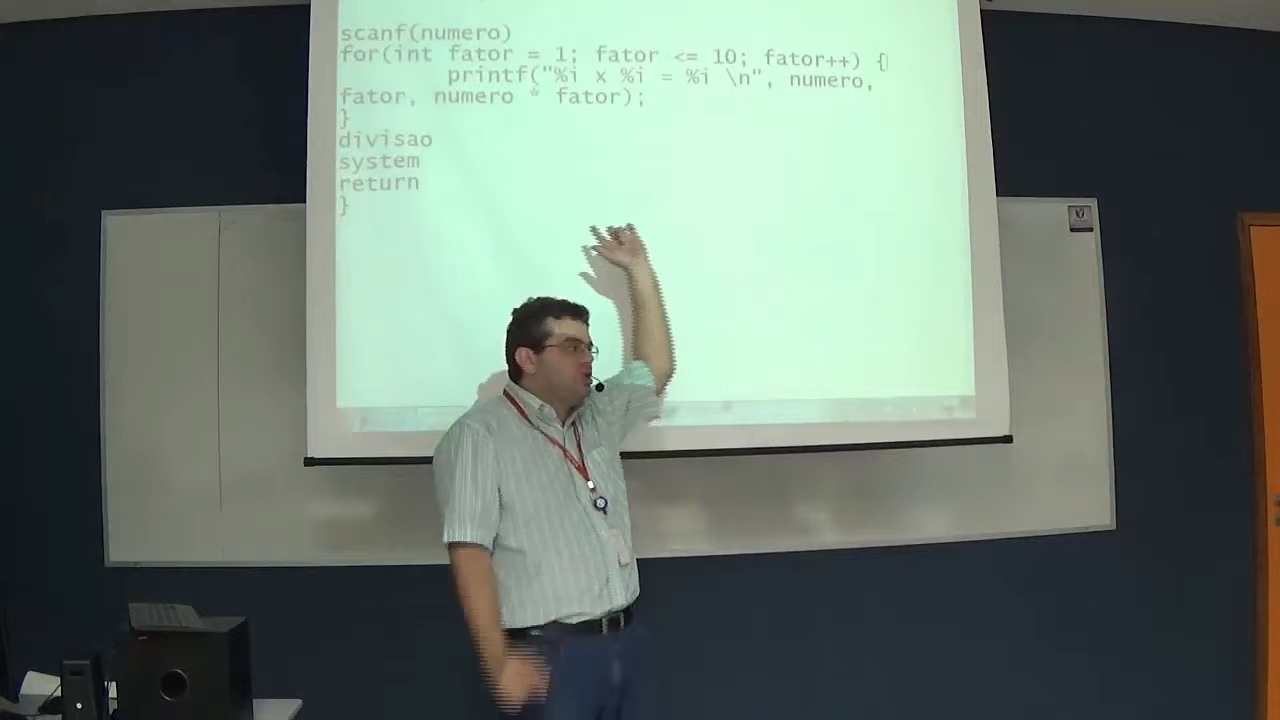 scanf(numero)
for(int fator = 1; fator <= 10; fator++) {
printf("%i x %i = %i \n", numero,
fator, numero * fator);
}
divisao
system
return
}